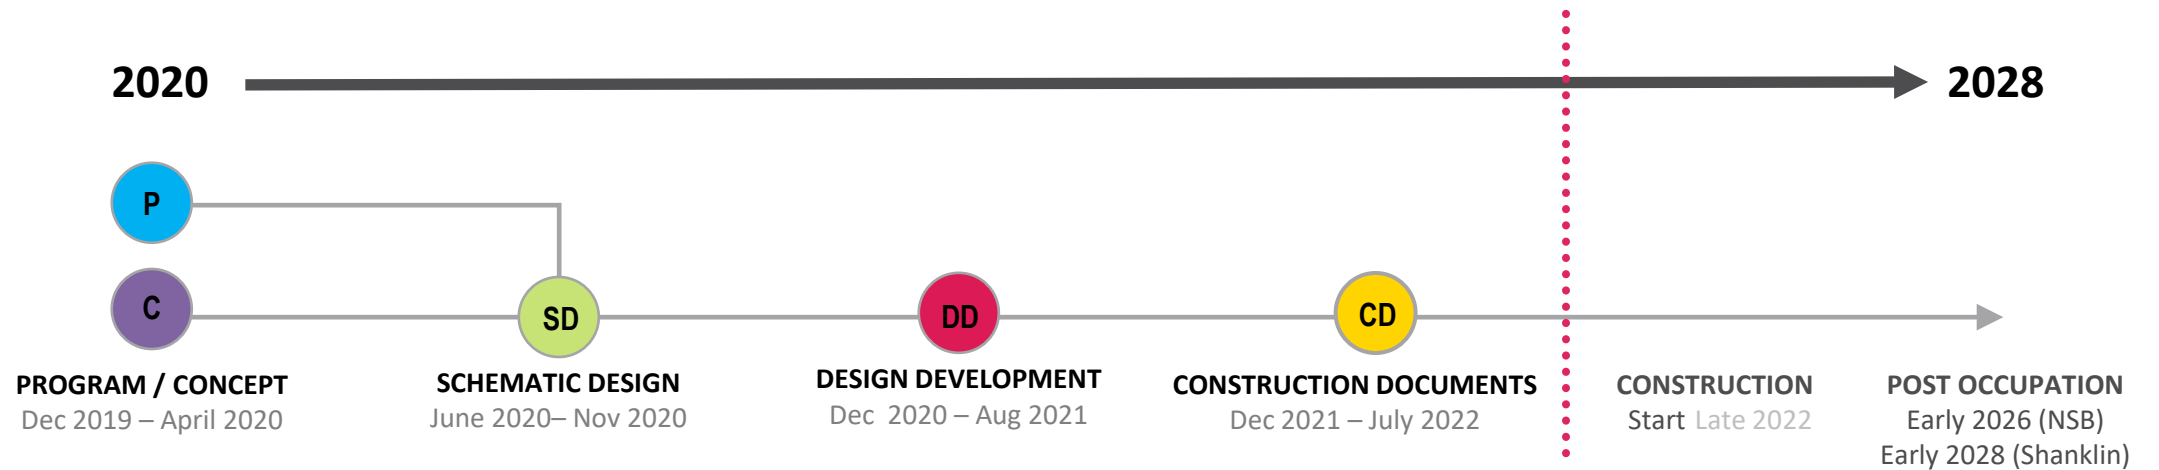 2020
2028
P
C
SD
DD
CD
PROGRAM / CONCEPT
Dec 2019 – April 2020
SCHEMATIC DESIGN
June 2020– Nov 2020
DESIGN DEVELOPMENT
Dec 2020 – Aug 2021
CONSTRUCTION DOCUMENTS
Dec 2021 – July 2022
CONSTRUCTION
Start Late 2022
POST OCCUPATION
Early 2026 (NSB)
Early 2028 (Shanklin)